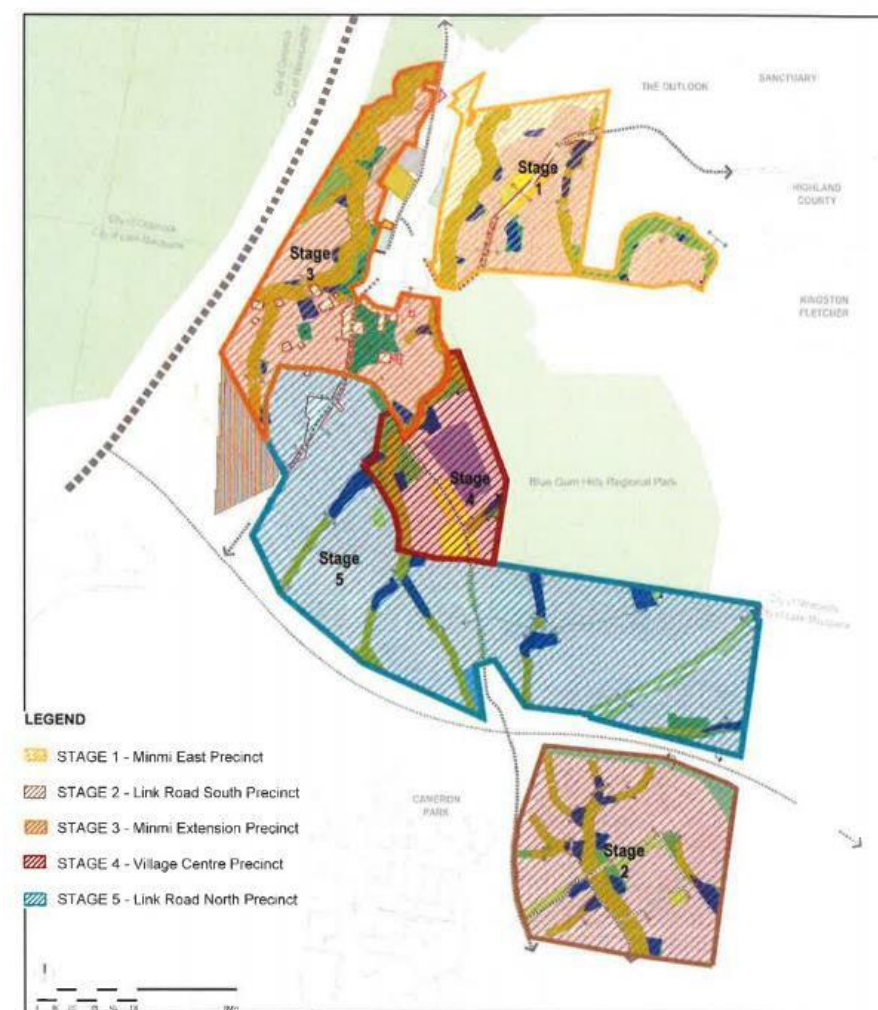 THE OUTLOOK
SANCTUARY
HIGHLAND
COUNTY
KINGSTON
FLETCHER
Stage
1
Stage
3
Stage
4
Blue Gum Hills Regional Park
Stage
5
CAMERON
PARK
Stage
2
LEGEND
STAGE 1 - Minmi East Precinct
STAGE 2 - Link Road South Precinct
STAGE 3 - Minmi Extension Precinct
STAGE 4 - Village Centre Precinct
STAGE 5 - Link Road North Precinct